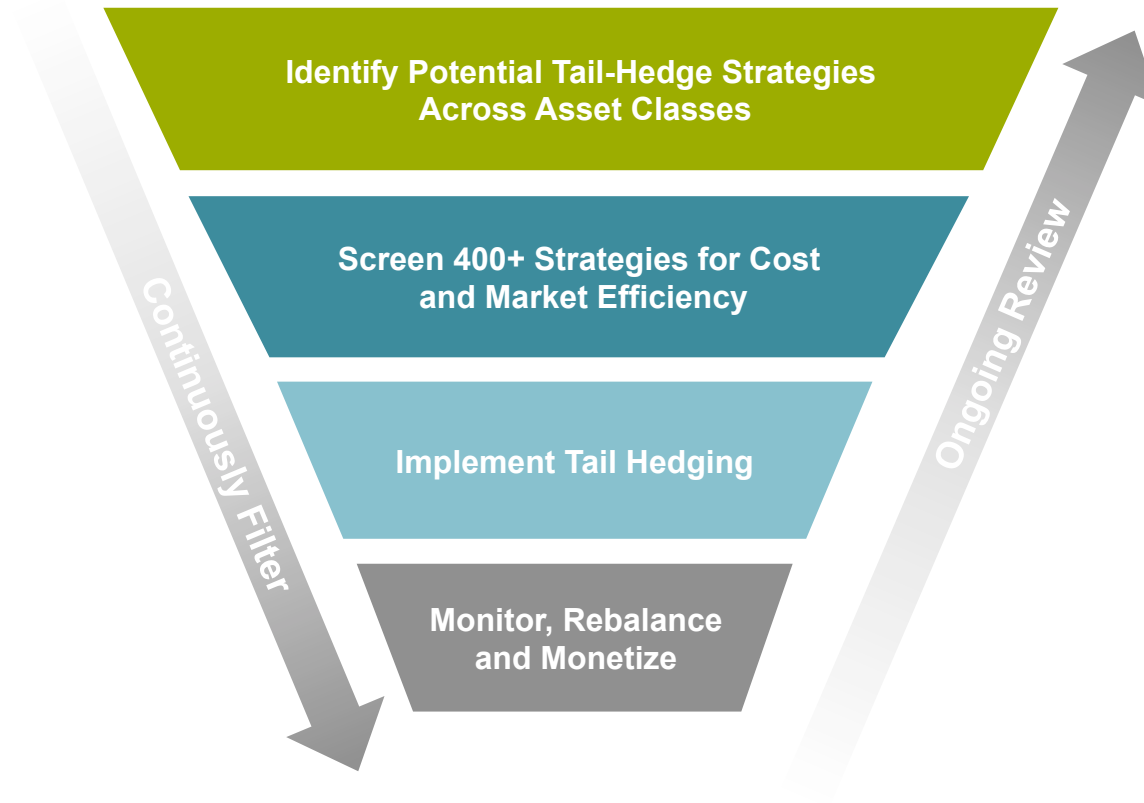 Identify Potential Tail-Hedge Strategies
Across Asset Classes
Screen 400+ Strategies for Cost
and Market Efficiency
Implement Tail Hedging
Monitor, Rebalance
and Monetize
Continuously Filter
Ongoing Review